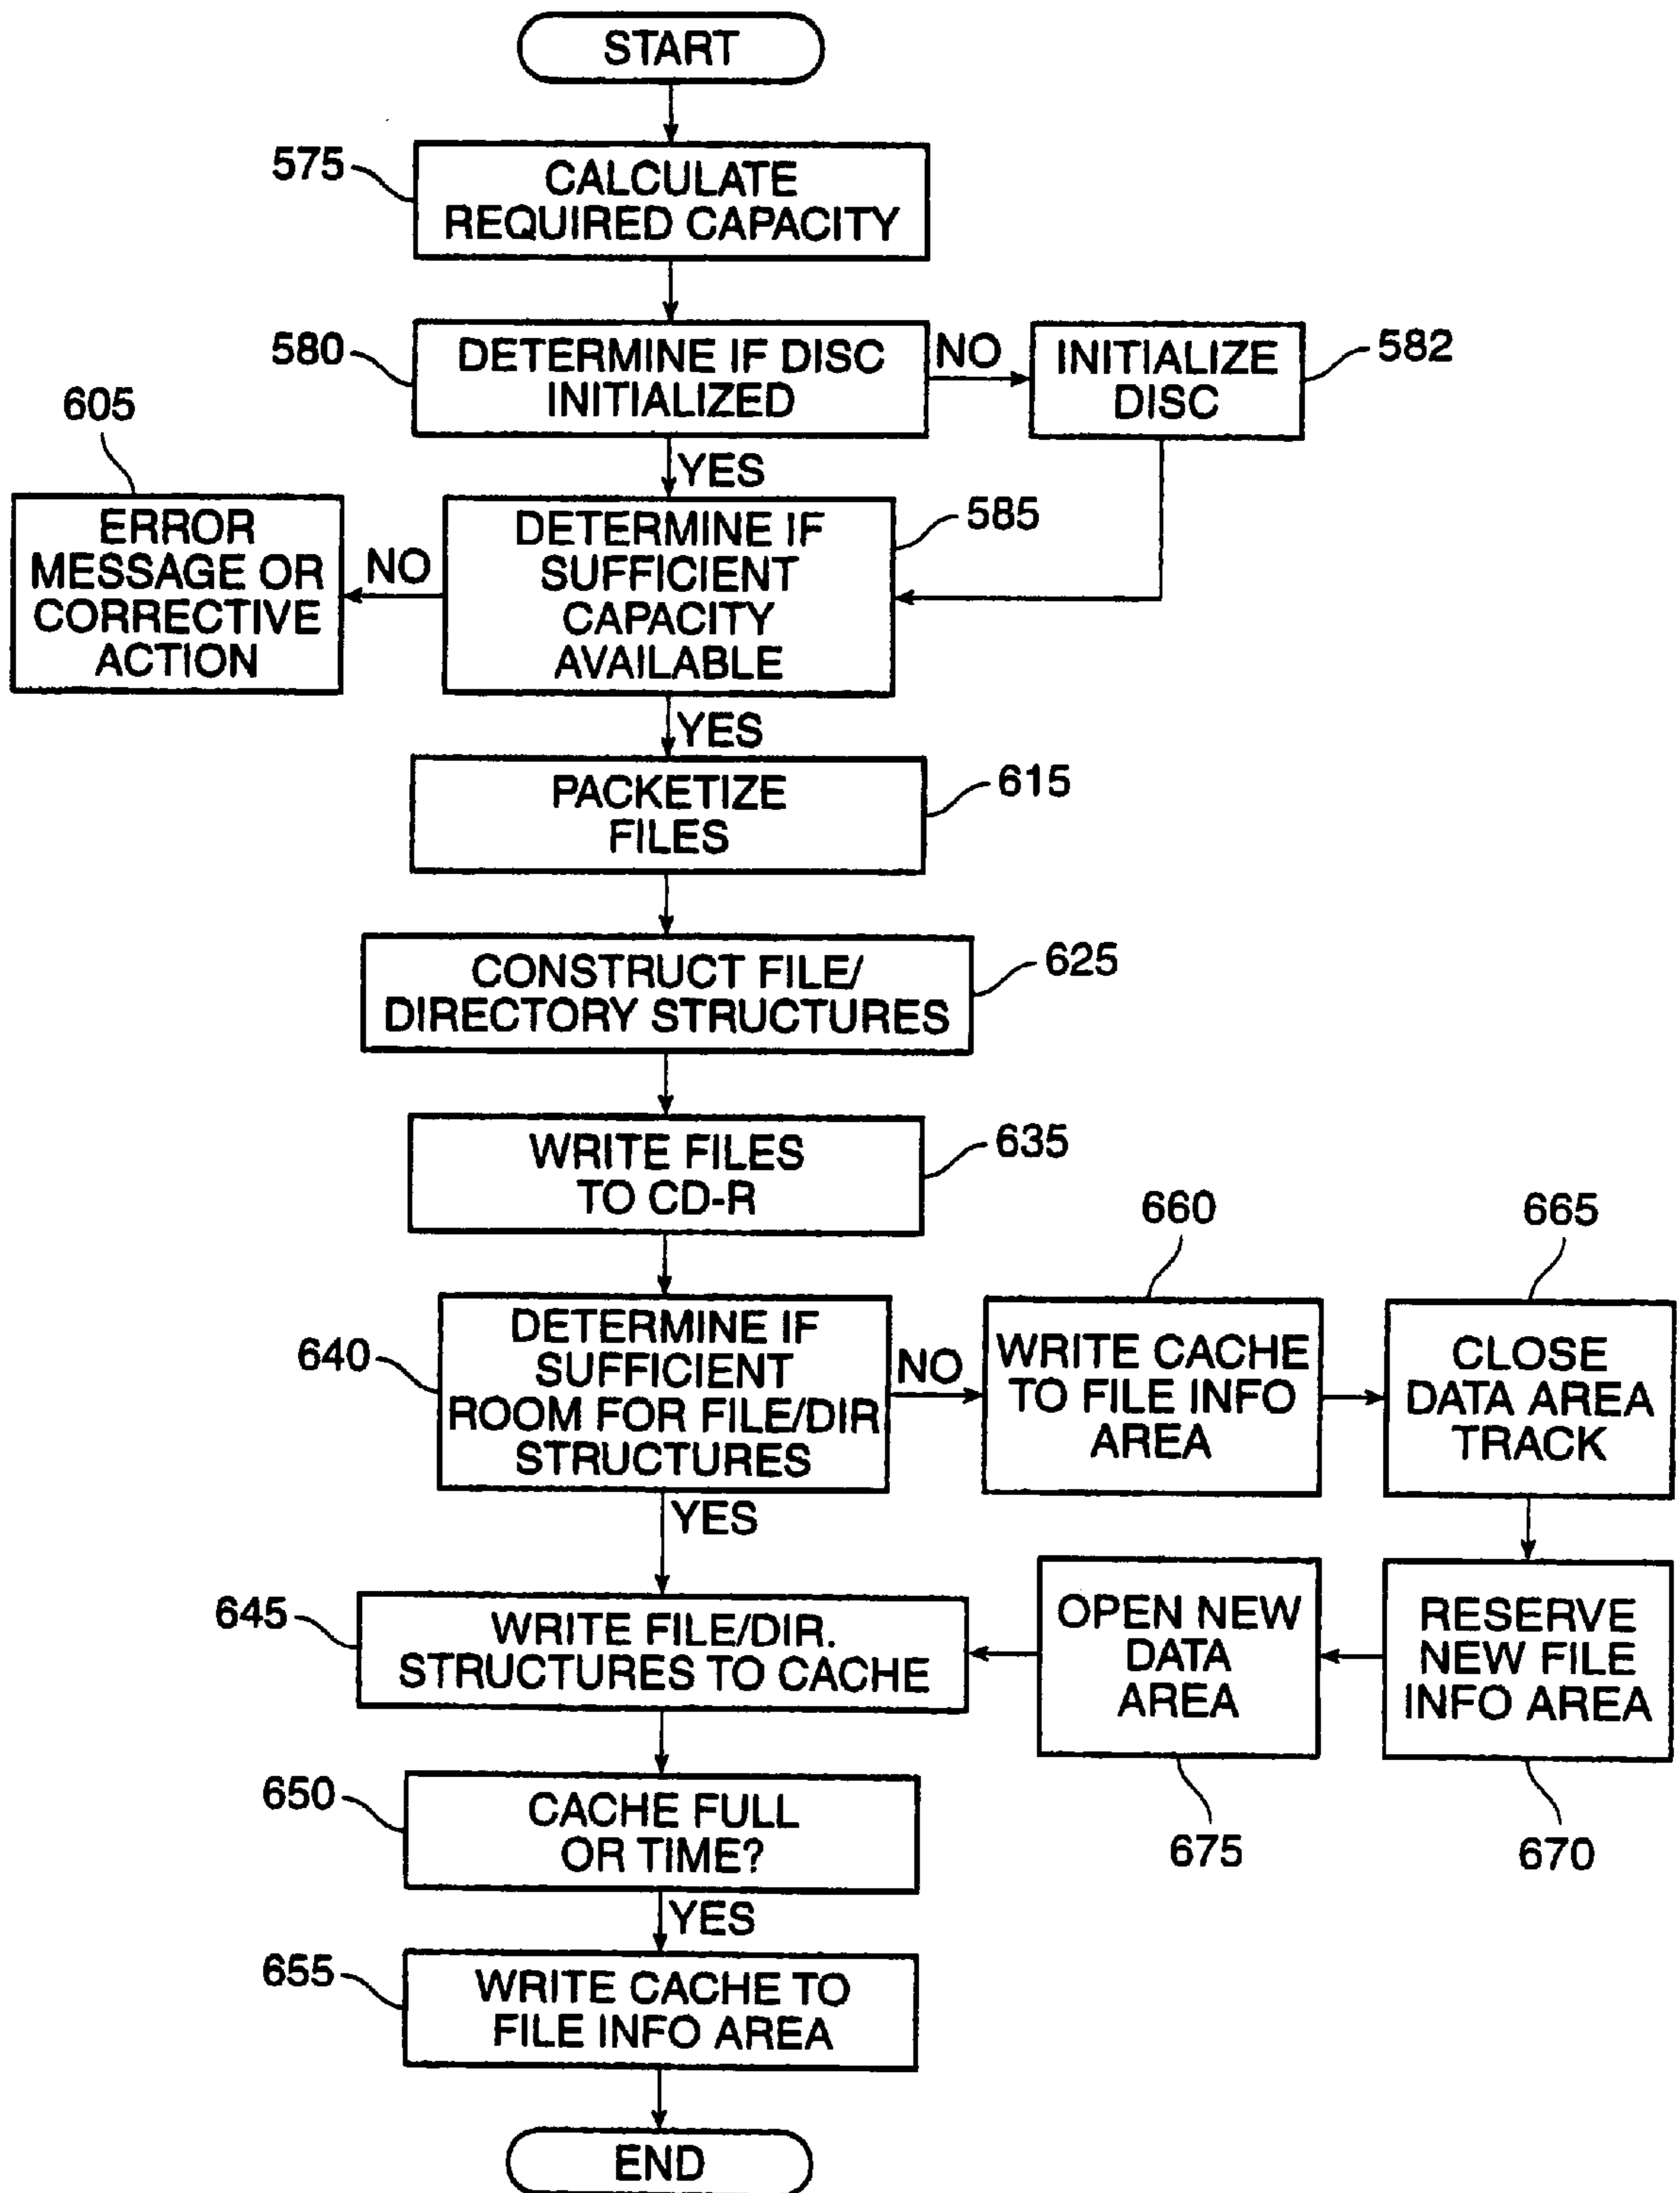 START
575
CALCULATE
REQUIRED CAPACITY
580
DETERMINE IF DISC
INITIALIZED
NO
INITIALIZE
DISC
582
YES
605
ERROR
MESSAGE OR
CORRECTIVE
ACTION
NO
DETERMINE IF
SUFFICIENT
CAPACITY
AVAILABLE
585
YES
PACKETIZE
FILES
615
CONSTRUCT FILE/
DIRECTORY STRUCTURES
625
WRITE FILES
TO CD-R
635
640
DETERMINE IF
SUFFICIENT
ROOM FOR FILE/DIR
STRUCTURES
NO
660
WRITE CACHE
TO FILE INFO
AREA
665
CLOSE
DATA AREA
TRACK
YES
645
WRITE FILE/DIR.
STRUCTURES TO CACHE
OPEN NEW
DATA
AREA
675
RESERVE
NEW FILE
INFO AREA
670
650
CACHE FULL
OR TIME?
YES
655
WRITE CACHE TO
FILE INFO AREA
END